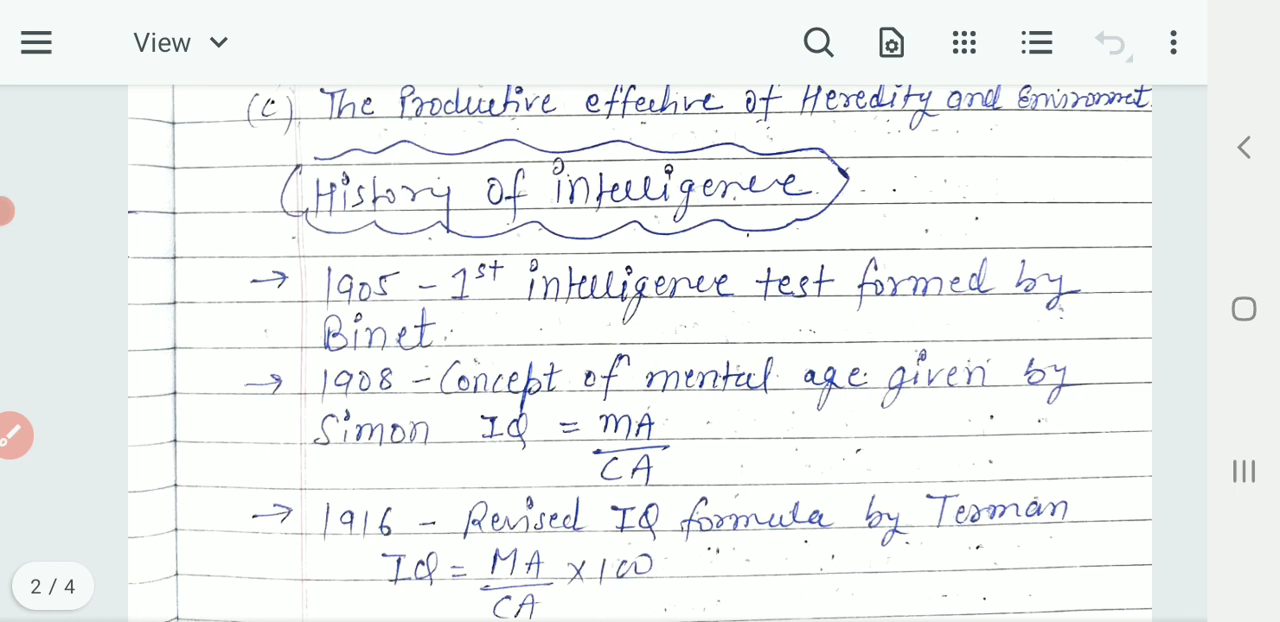 View
(c) The Productive effective of Heredity and Environmet
History of intelligence
→ 1905 - 1st intelligence test formed by
Binet.
→ 1908 - Concept of mental age given by
Simon IQ = MA
CA
→ 1916 - Revised IQ formula by Terman
IQ = MA × 100
CA
2 / 4